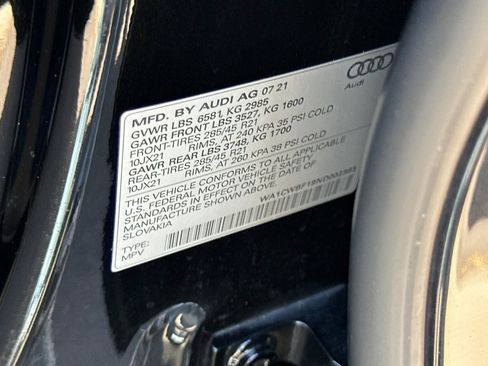 MFD. BY AUDI AG 07 21
GVWR LBS 6581, KG 2985
GAWR FRONT LBS 3527, KG 1600
FRONT-TIRES 285/45 R21
10JX21 RIMS, AT 240 KPA 35 PSI COLD
GAWR REAR LBS 3748, KG 1700
REAR-TIRES 285/45 R21
10JX21 RIMS, AT 260 KPA 38 PSI COLD
THIS VEHICLE CONFORMS TO ALL APPLICABLE
U.S. FEDERAL MOTOR VEHICLE SAFETY
STANDARDS IN EFFECT ON THE DATE OF
MANUFACTURE SHOWN ABOVE.
SLOVAKIA
TYPE:
MPV
Audi